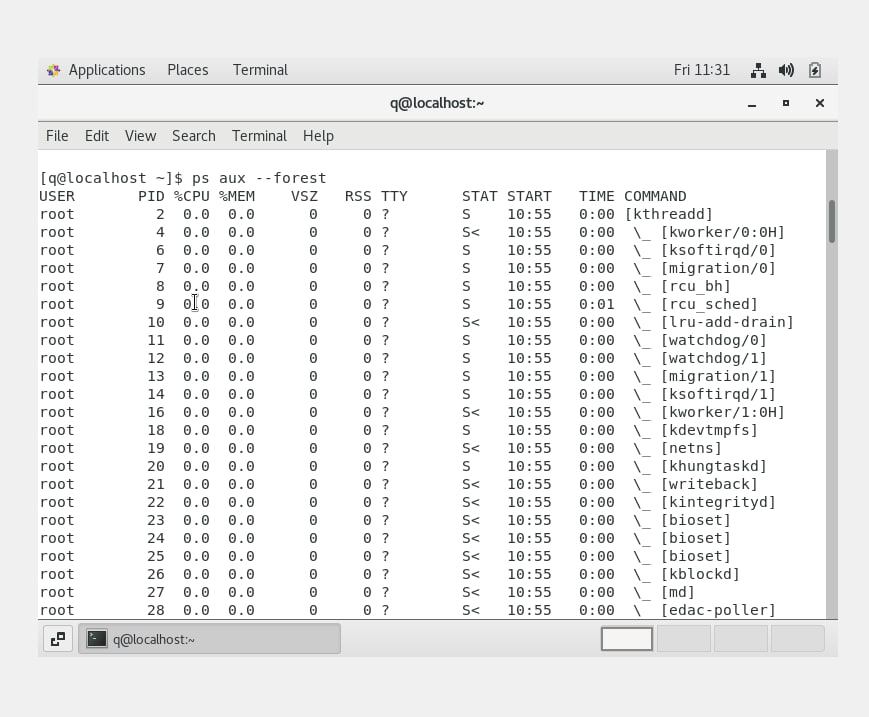 Applications Places Terminal Fri 11:31
q@localhost:~
File Edit View Search Terminal Help
[q@localhost ~]$ ps aux --forest
USER       PID %CPU %MEM    VSZ   RSS TTY      STAT START   TIME COMMAND
root         2  0.0  0.0      0     0 ?        S    10:55   0:00 [kthreadd]
root         4  0.0  0.0      0     0 ?        S<   10:55   0:00  \_ [kworker/0:0H]
root         6  0.0  0.0      0     0 ?        S    10:55   0:00  \_ [ksoftirqd/0]
root         7  0.0  0.0      0     0 ?        S    10:55   0:00  \_ [migration/0]
root         8  0.0  0.0      0     0 ?        S    10:55   0:00  \_ [rcu_bh]
root         9  0.0  0.0      0     0 ?        S    10:55   0:01  \_ [rcu_sched]
root        10  0.0  0.0      0     0 ?        S<   10:55   0:00  \_ [lru-add-drain]
root        11  0.0  0.0      0     0 ?        S    10:55   0:00  \_ [watchdog/0]
root        12  0.0  0.0      0     0 ?        S    10:55   0:00  \_ [watchdog/1]
root        13  0.0  0.0      0     0 ?        S    10:55   0:00  \_ [migration/1]
root        14  0.0  0.0      0     0 ?        S    10:55   0:00  \_ [ksoftirqd/1]
root        16  0.0  0.0      0     0 ?        S<   10:55   0:00  \_ [kworker/1:0H]
root        18  0.0  0.0      0     0 ?        S    10:55   0:00  \_ [kdevtmpfs]
root        19  0.0  0.0      0     0 ?        S<   10:55   0:00  \_ [netns]
root        20  0.0  0.0      0     0 ?        S    10:55   0:00  \_ [khungtaskd]
root        21  0.0  0.0      0     0 ?        S<   10:55   0:00  \_ [writeback]
root        22  0.0  0.0      0     0 ?        S<   10:55   0:00  \_ [kintegrityd]
root        23  0.0  0.0      0     0 ?        S<   10:55   0:00  \_ [bioset]
root        24  0.0  0.0      0     0 ?        S<   10:55   0:00  \_ [bioset]
root        25  0.0  0.0      0     0 ?        S<   10:55   0:00  \_ [bioset]
root        26  0.0  0.0      0     0 ?        S<   10:55   0:00  \_ [kblockd]
root        27  0.0  0.0      0     0 ?        S<   10:55   0:00  \_ [md]
root        28  0.0  0.0      0     0 ?        S<   10:55   0:00  \  [edac-poller]
q@localhost:~